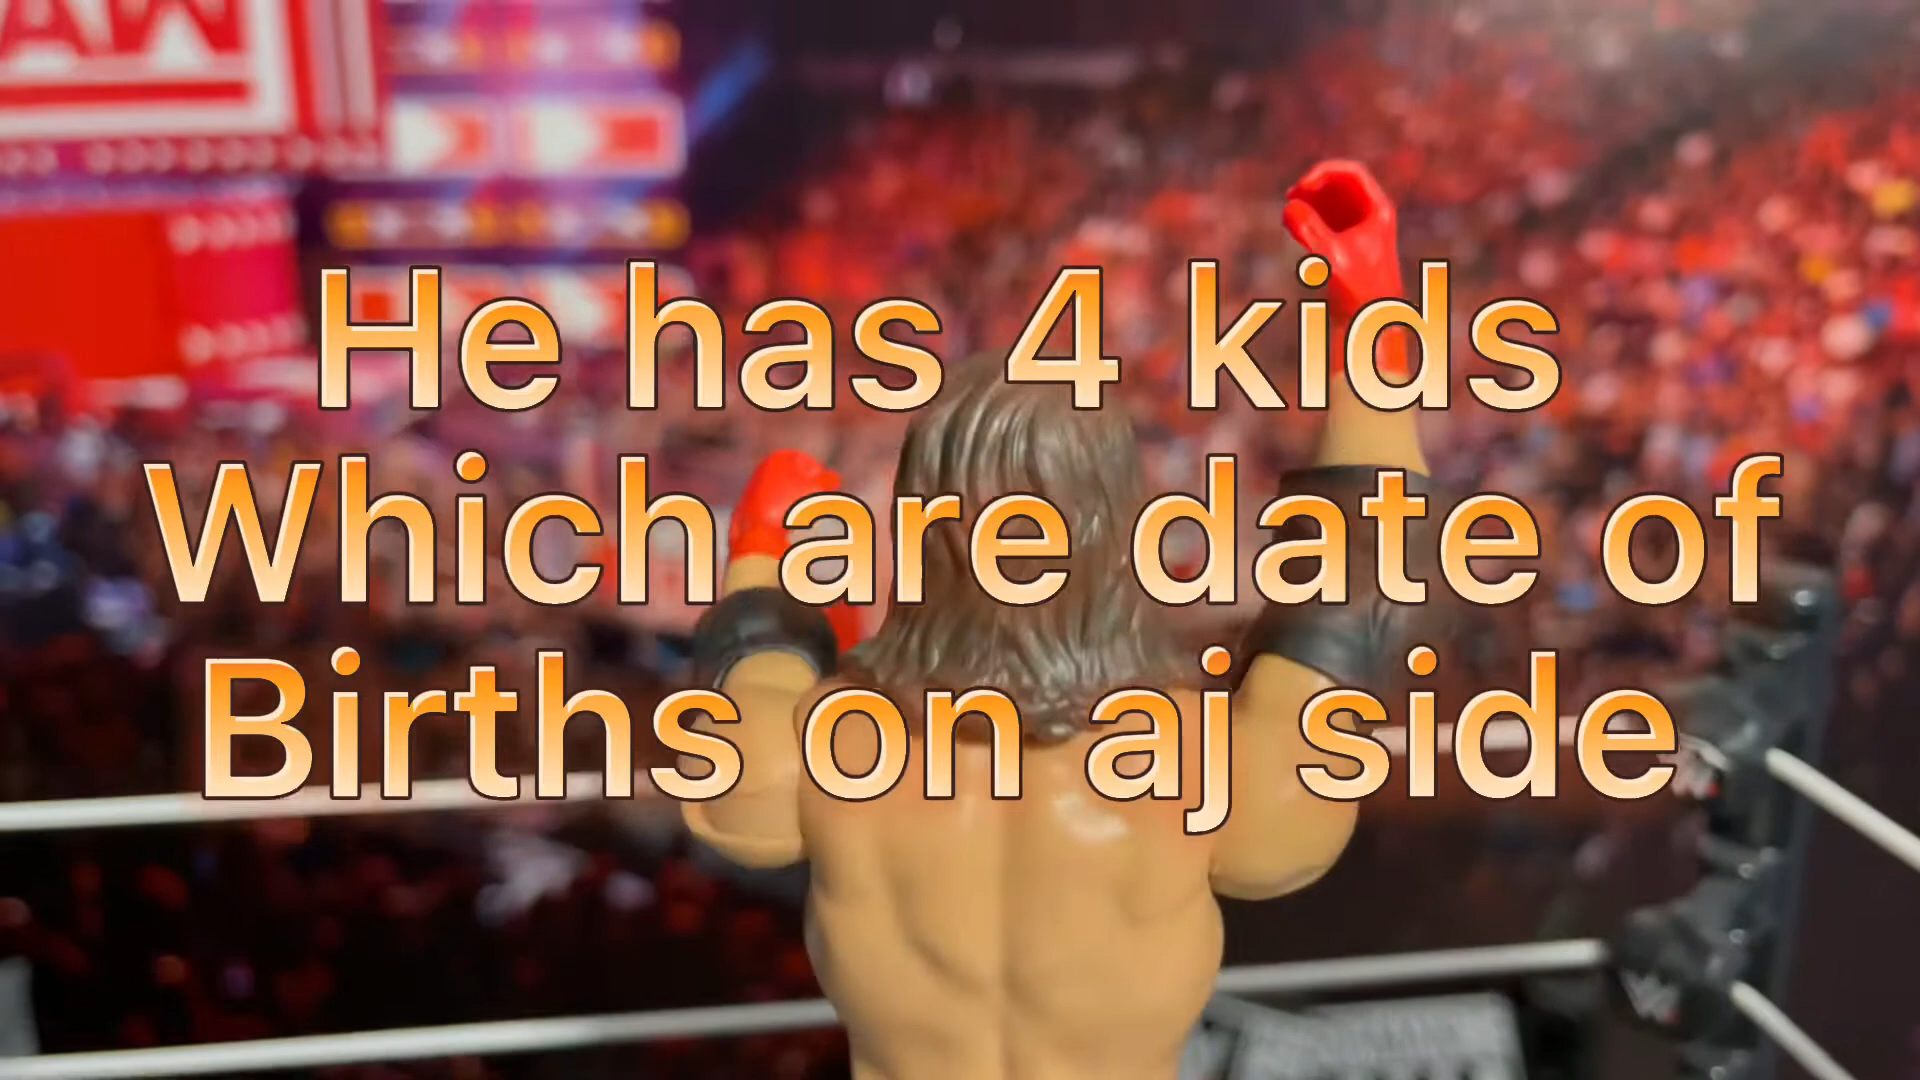 He has 4 kids
Which are date of
Births on aj side